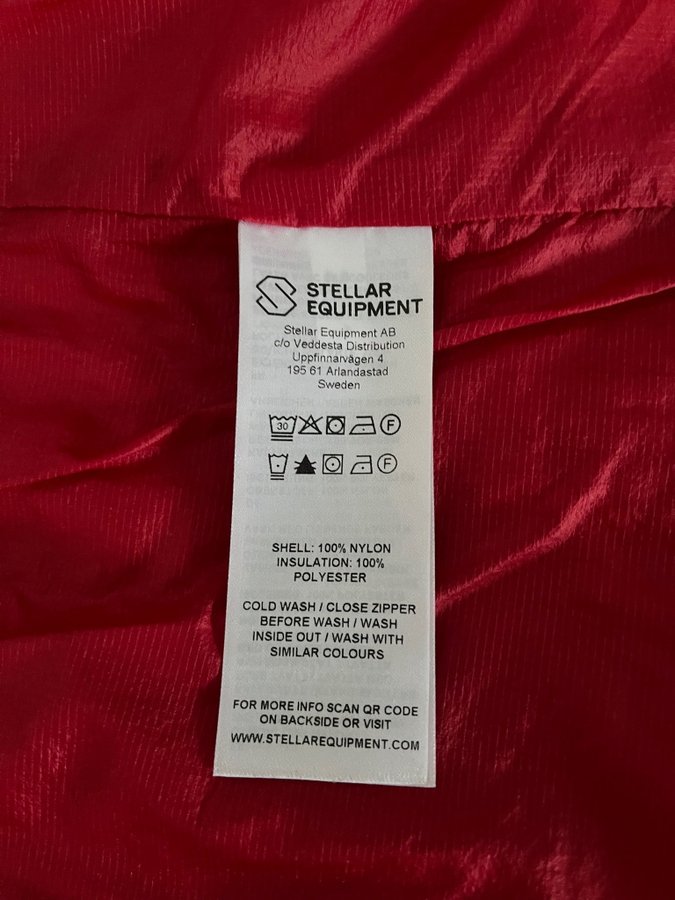 STELLAR
EQUIPMENT
Stellar Equipment AB
c/o Veddesta Distribution
Uppfinnarvägen 4
195 61 Arlandastad
Sweden
30
F
F
SHELL: 100% NYLON
INSULATION: 100%
POLYESTER
COLD WASH / CLOSE ZIPPER
BEFORE WASH / WASH
INSIDE OUT / WASH WITH
SIMILAR COLOURS
FOR MORE INFO SCAN QR CODE
ON BACKSIDE OR VISIT
WWW.STELLAREQUIPMENT.COM